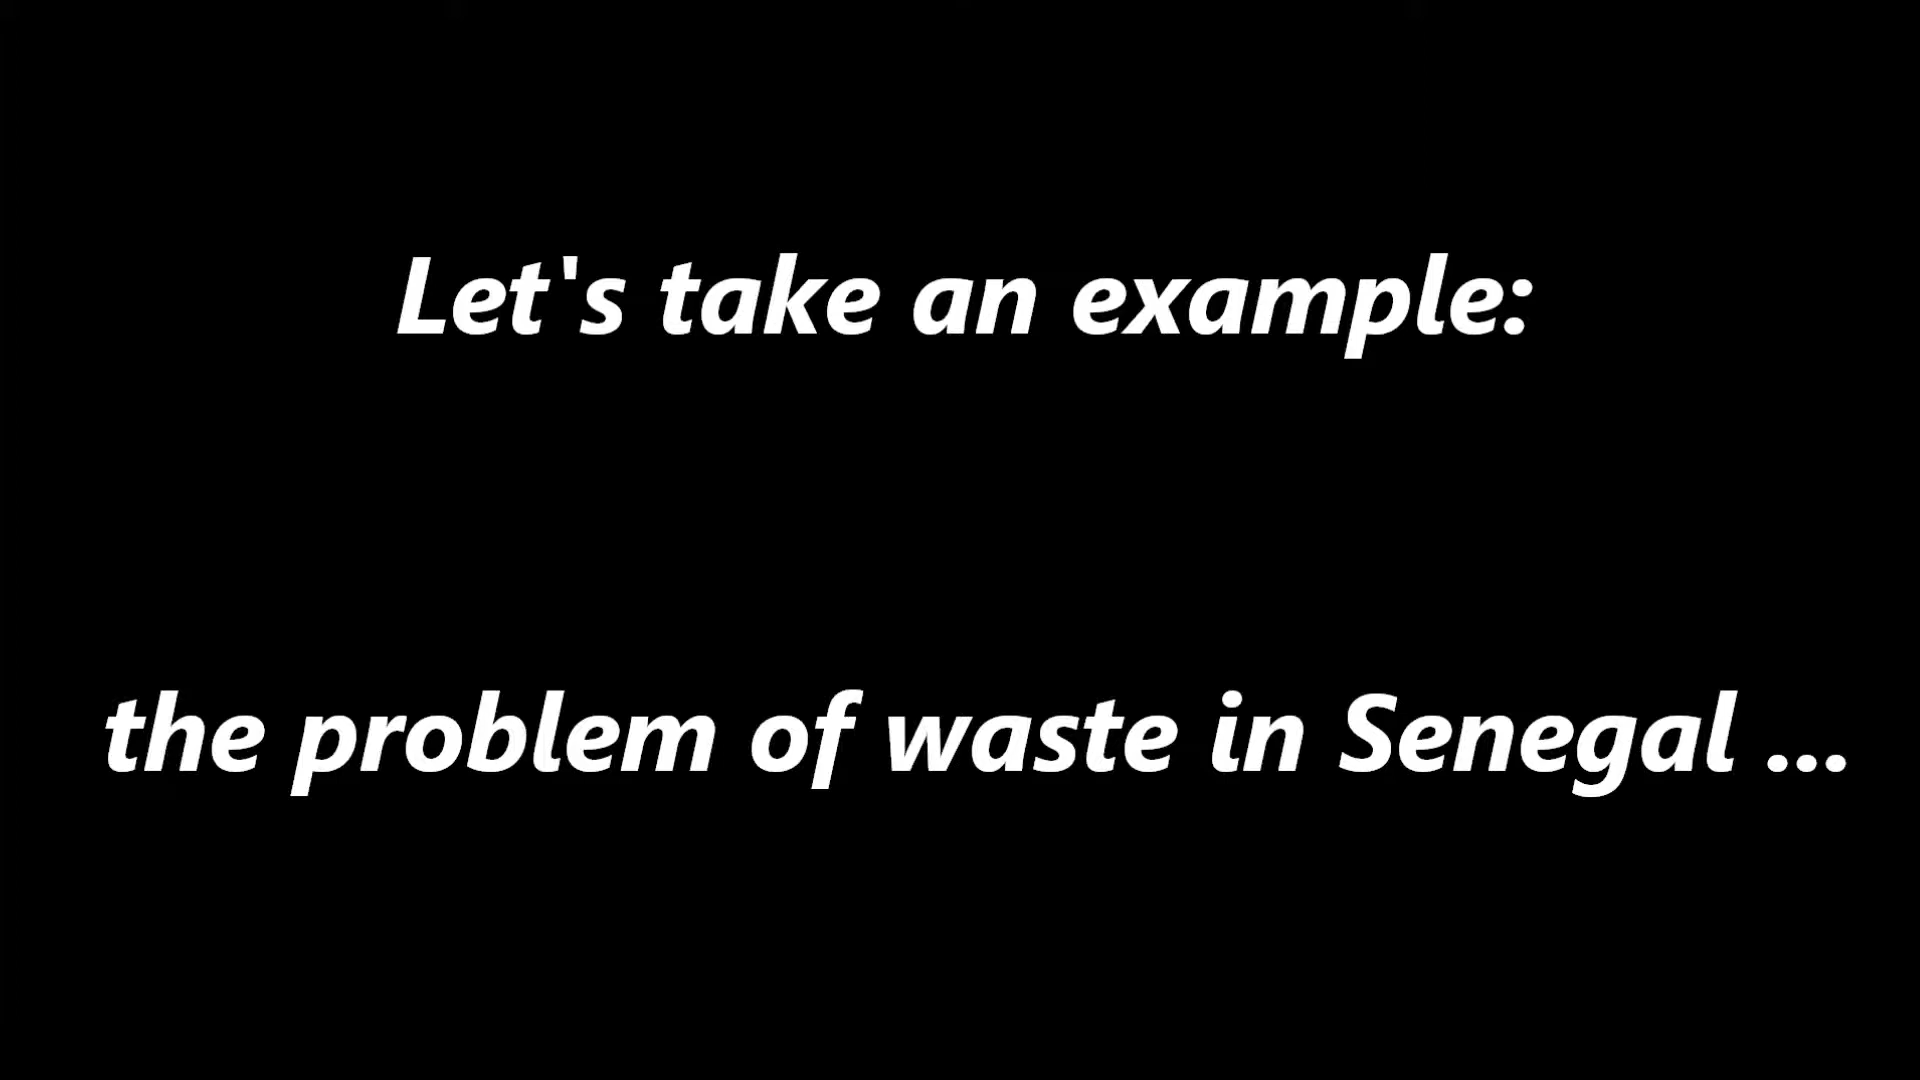 Let's take an example:
the problem of waste in Senegal ...